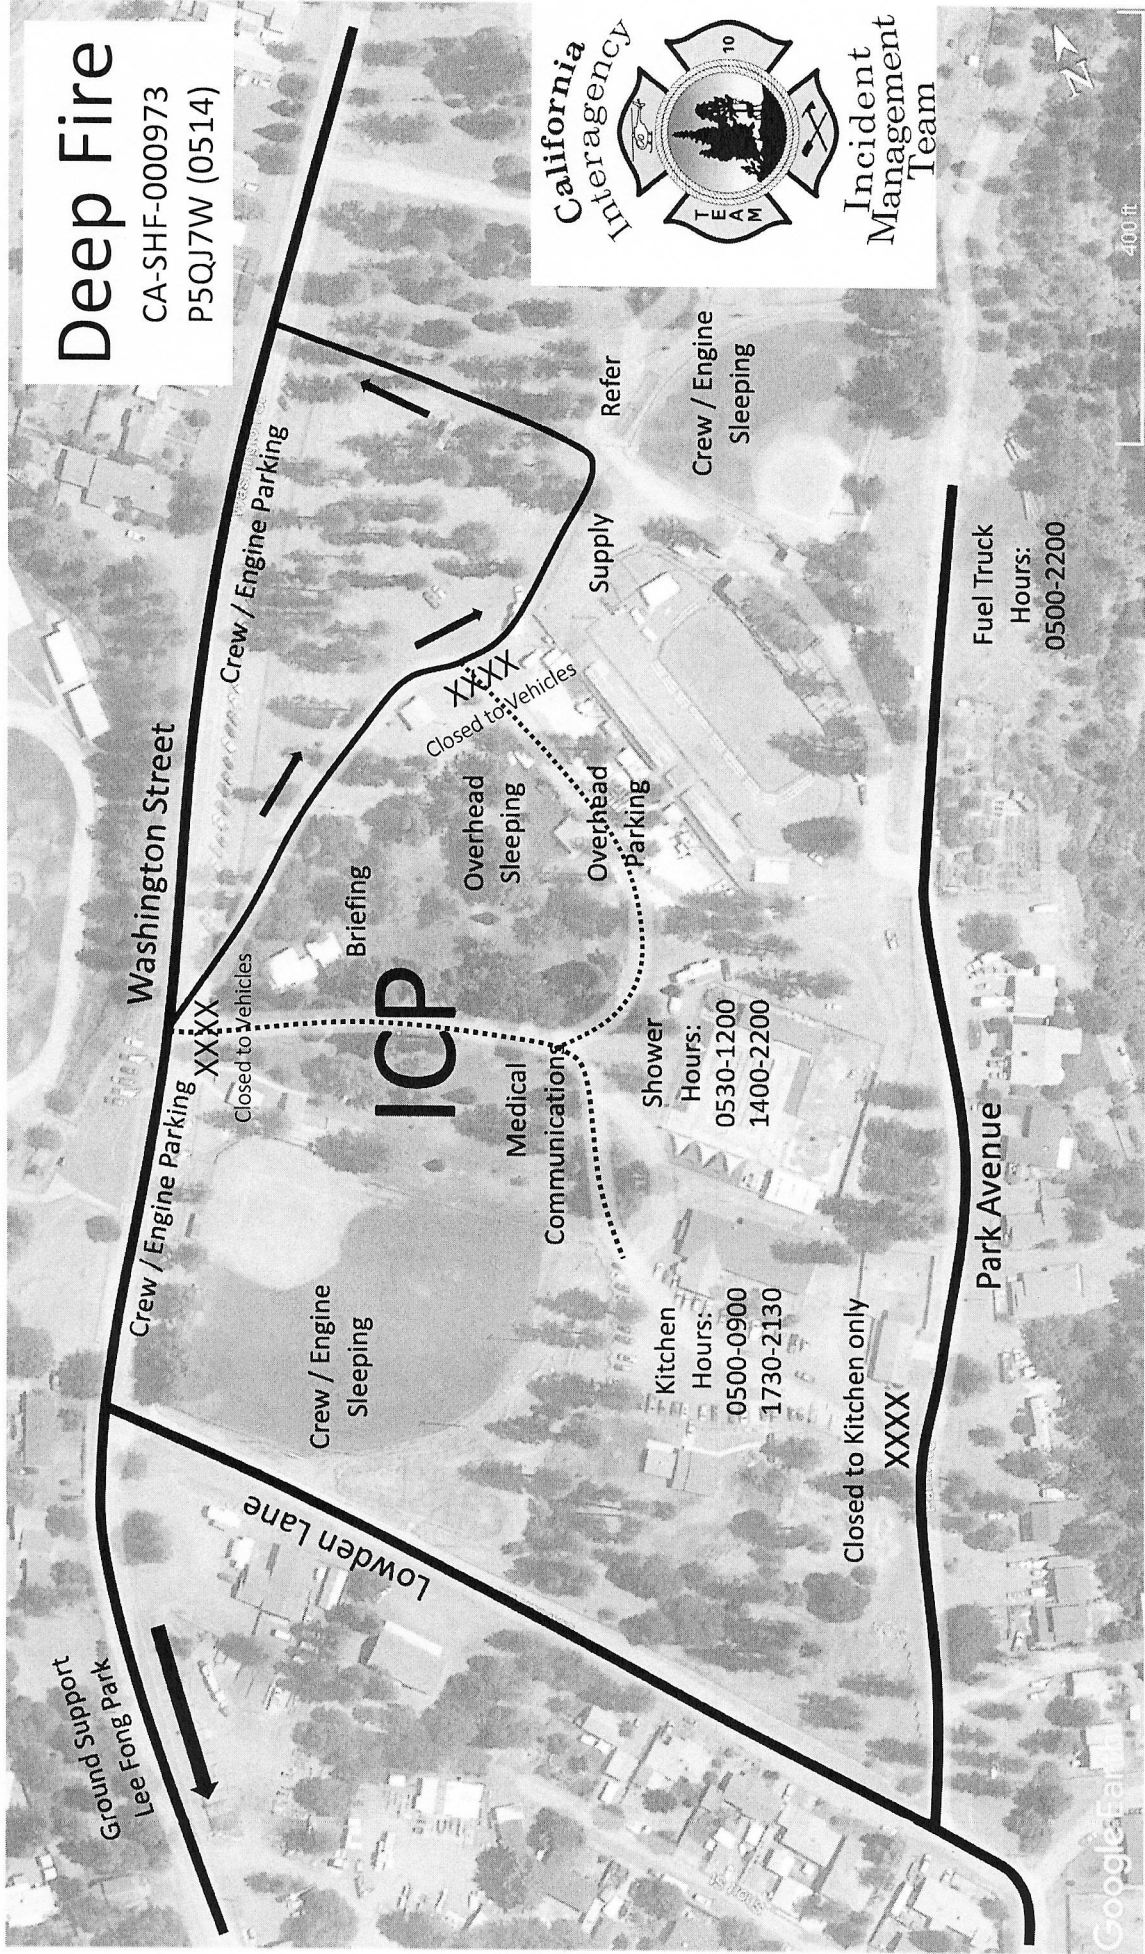 Deep Fire
CA-SHF-000973
P5QJ7W (0514)
California
Interagency
TEAM
10
Incident
Management
Team
N
Washington Street
Crew / Engine Parking
Crew / Engine Parking
Ground Support
Lee Fong Park
Lowden Lane
Crew / Engine
Sleeping
XXXX
Closed to Vehicles
ICP
Briefing
Medical
Communications
Overhead
Sleeping
Overhead
Parking
XXXX
Closed to Vehicles
Supply
Refer
Crew / Engine
Sleeping
Kitchen
Hours:
0500-0900
1730-2130
Shower
Hours:
0530-1200
1400-2200
Closed to Kitchen only
XXXX
Park Avenue
Fuel Truck
Hours:
0500-2200
Google Earth
400 ft